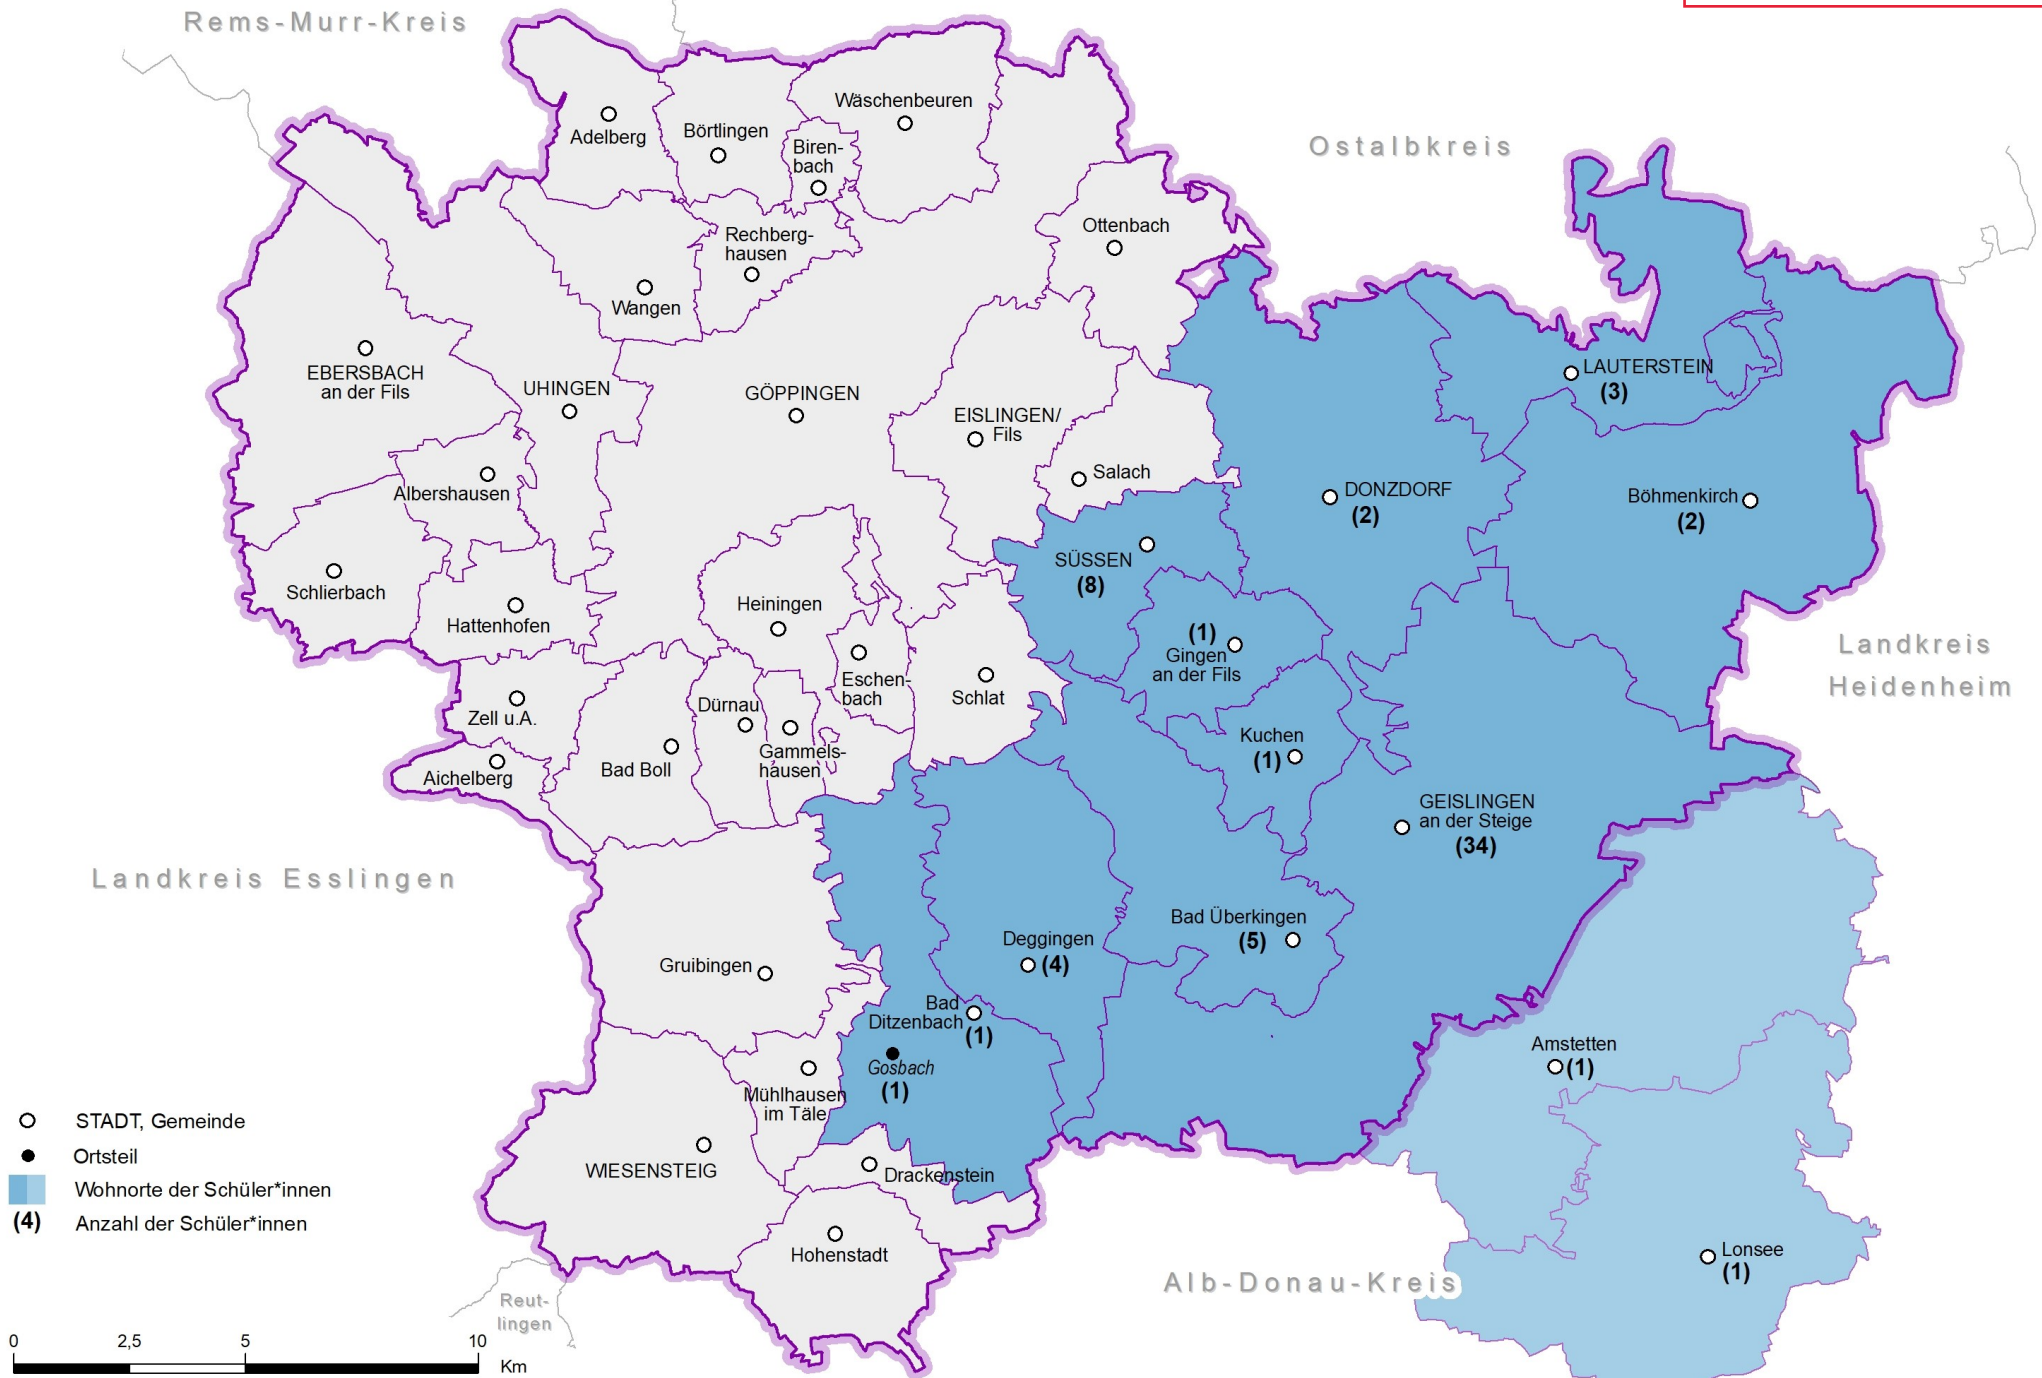 Rems-Murr-Kreis
Ostalbkreis
Adelberg
Börtlingen
Wäschenbeuren
Biren-
bach
Rechberg-
hausen
Ottenbach
Wangen
EBERSBACH
an der Fils
UHINGEN
GÖPPINGEN
EISLINGEN/
Fils
LAUTERSTEIN
(3)
Albershausen
Salach
DONZDORF
(2)
Böhmenkirch
(2)
Schlierbach
Hattenhofen
Heiningen
SÜSSEN
(8)
(1)
Gingen
an der Fils
Landkreis
Heidenheim
Eschen-
bach
Schlat
Zell u.A.
Dürnau
Gammels-
hausen
Bad Boll
Aichelberg
Kuchen
(1)
GEISLINGEN
an der Steige
(34)
Landkreis Esslingen
Bad Überkingen
(5)
Deggingen
(4)
Gruibingen
Bad
Ditzenbach
(1)
Gosbach
(1)
Amstetten
(1)
Mühlhausen
im Täle
WIESENSTEIG
Drackenstein
Hohenstadt
Alb-Donau-Kreis
Lonsee
(1)
Reut-
lingen
STADT, Gemeinde
Ortsteil
Wohnorte der Schüler*innen
(4) Anzahl der Schüler*innen
0 2,5 5 10
Km